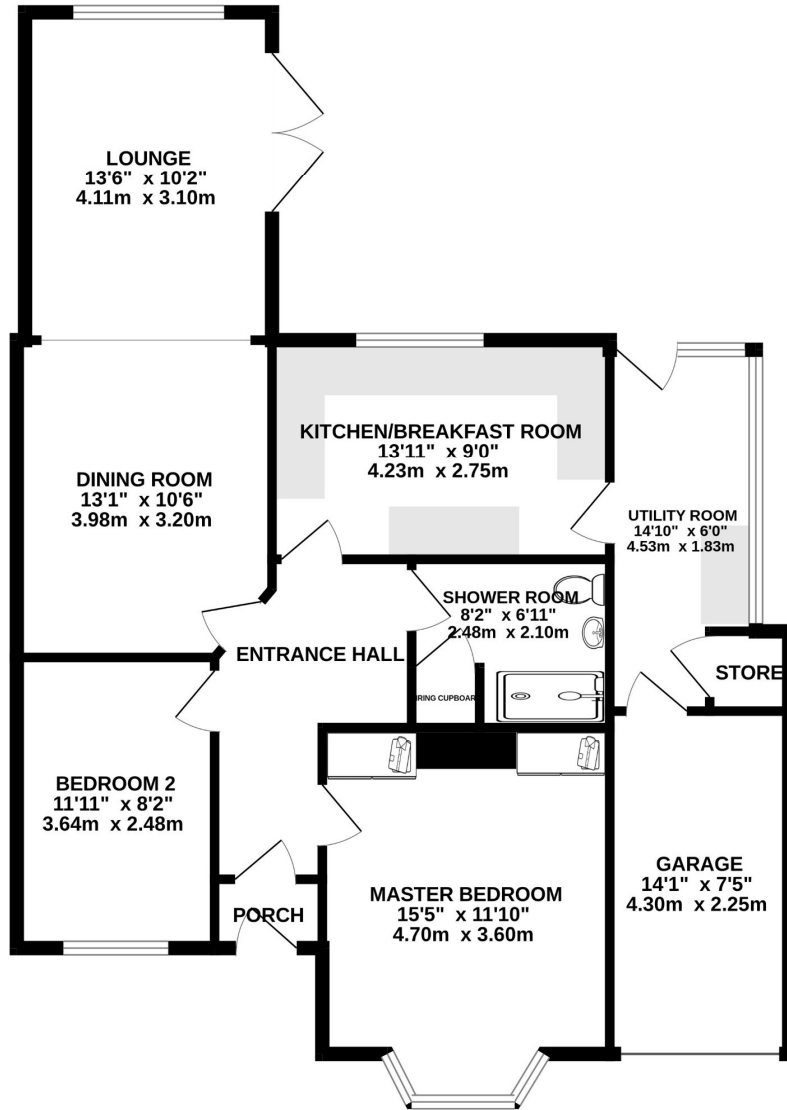 LOUNGE
13'6" x 10'2"
4.11m x 3.10m
KITCHEN/BREAKFAST ROOM
13'11" x 9'0"
4.23m x 2.75m
DINING ROOM
13'1" x 10'6"
3.98m x 3.20m
UTILITY ROOM
14'10" x 6'0"
4.53m x 1.83m
SHOWER ROOM
8'2" x 6'11"
2.48m x 2.10m
ENTRANCE HALL
STORE
IRING CUPBOAR
BEDROOM 2
11'11" x 8'2"
3.64m x 2.48m
GARAGE
14'1" x 7'5"
4.30m x 2.25m
MASTER BEDROOM
15'5" x 11'10"
4.70m x 3.60m
PORCH